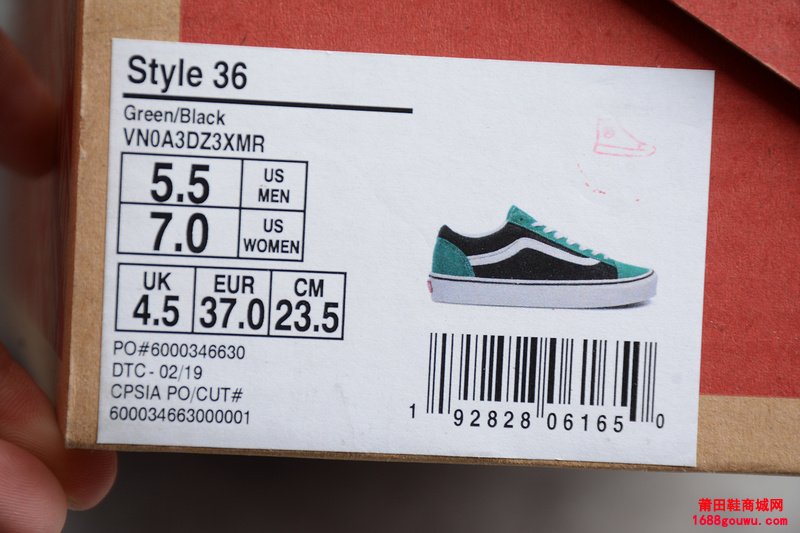 Style 36
Green/Black
VN0A3DZ3XMR
5.5 US MEN
7.0 US WOMEN
UK EUR CM
4.5 37.0 23.5
PO#6000346630
DTC - 02/19
CPSIA PO/CUT#
600034663000001
1 92828 06165 0
莆田鞋商城网
1688gouwu.com